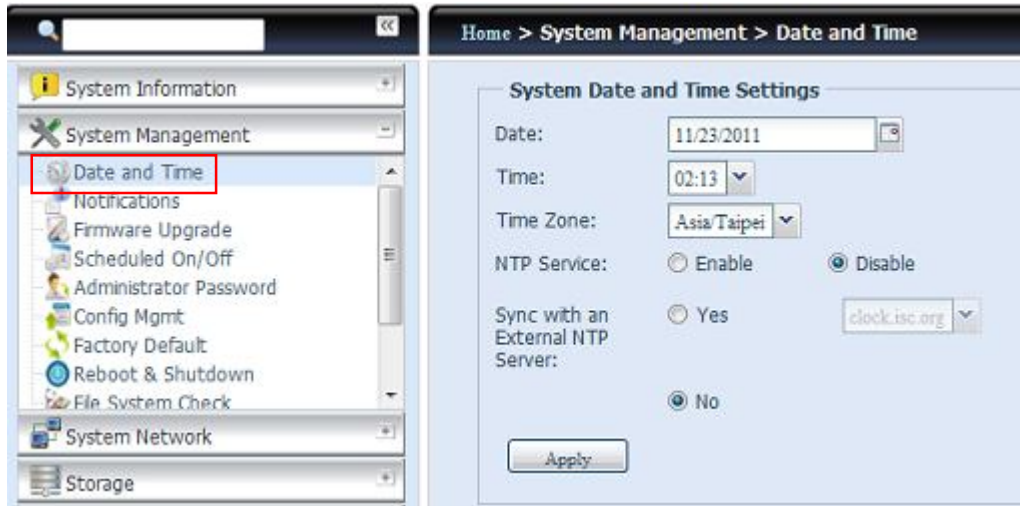 Home > System Management > Date and Time
System Information
System Management
Date and Time
Notifications
Firmware Upgrade
Scheduled On/Off
Administrator Password
Config Mgmt
Factory Default
Reboot & Shutdown
File System Check
System Network
Storage
System Date and Time Settings
Date: 11/23/2011
Time: 02:13
Time Zone: Asia/Taipei
NTP Service: Enable Disable
Sync with an Yes clock.isc.org
External NTP
Server:
No
Apply